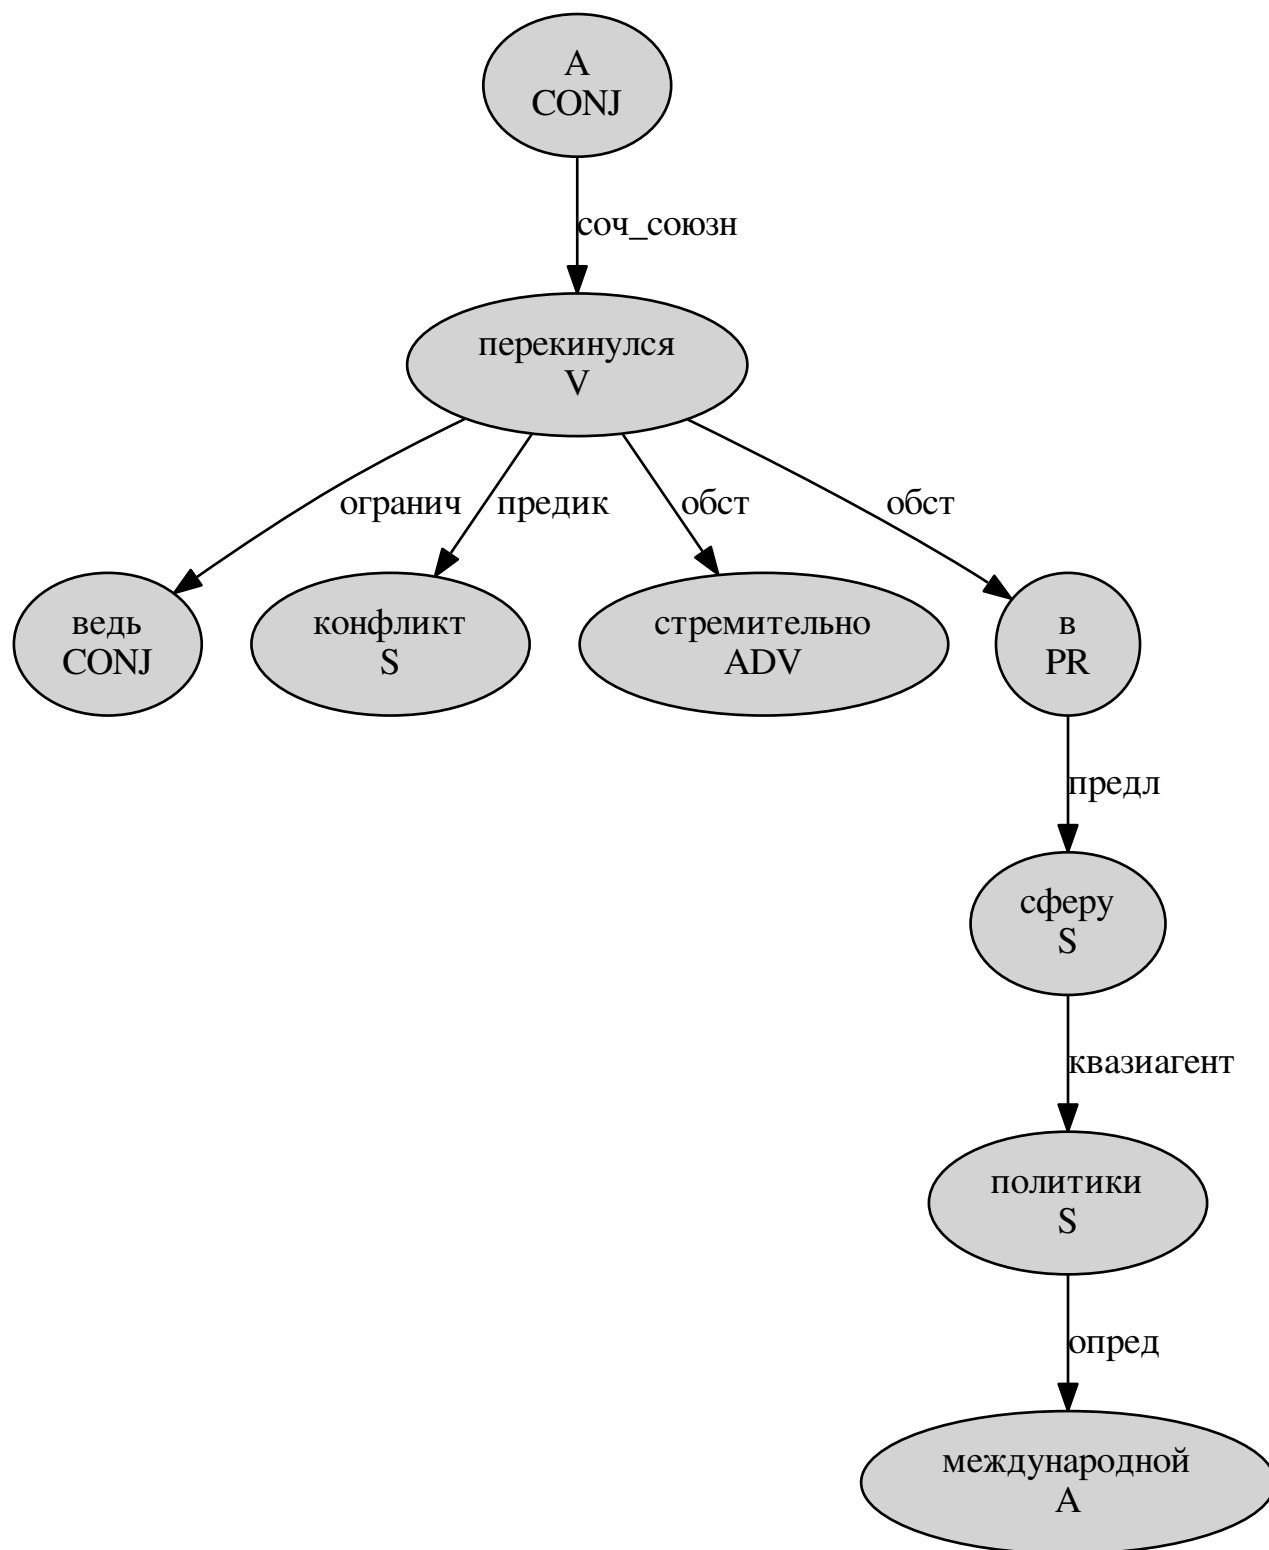 А
CONJ
соч_союзн
перекинулся
V
огранич
предик
обст
обст
ведь
CONJ
конфликт
S
стремительно
ADV
в
PR
предл
сферу
S
квазиагент
политики
S
опред
международной
A